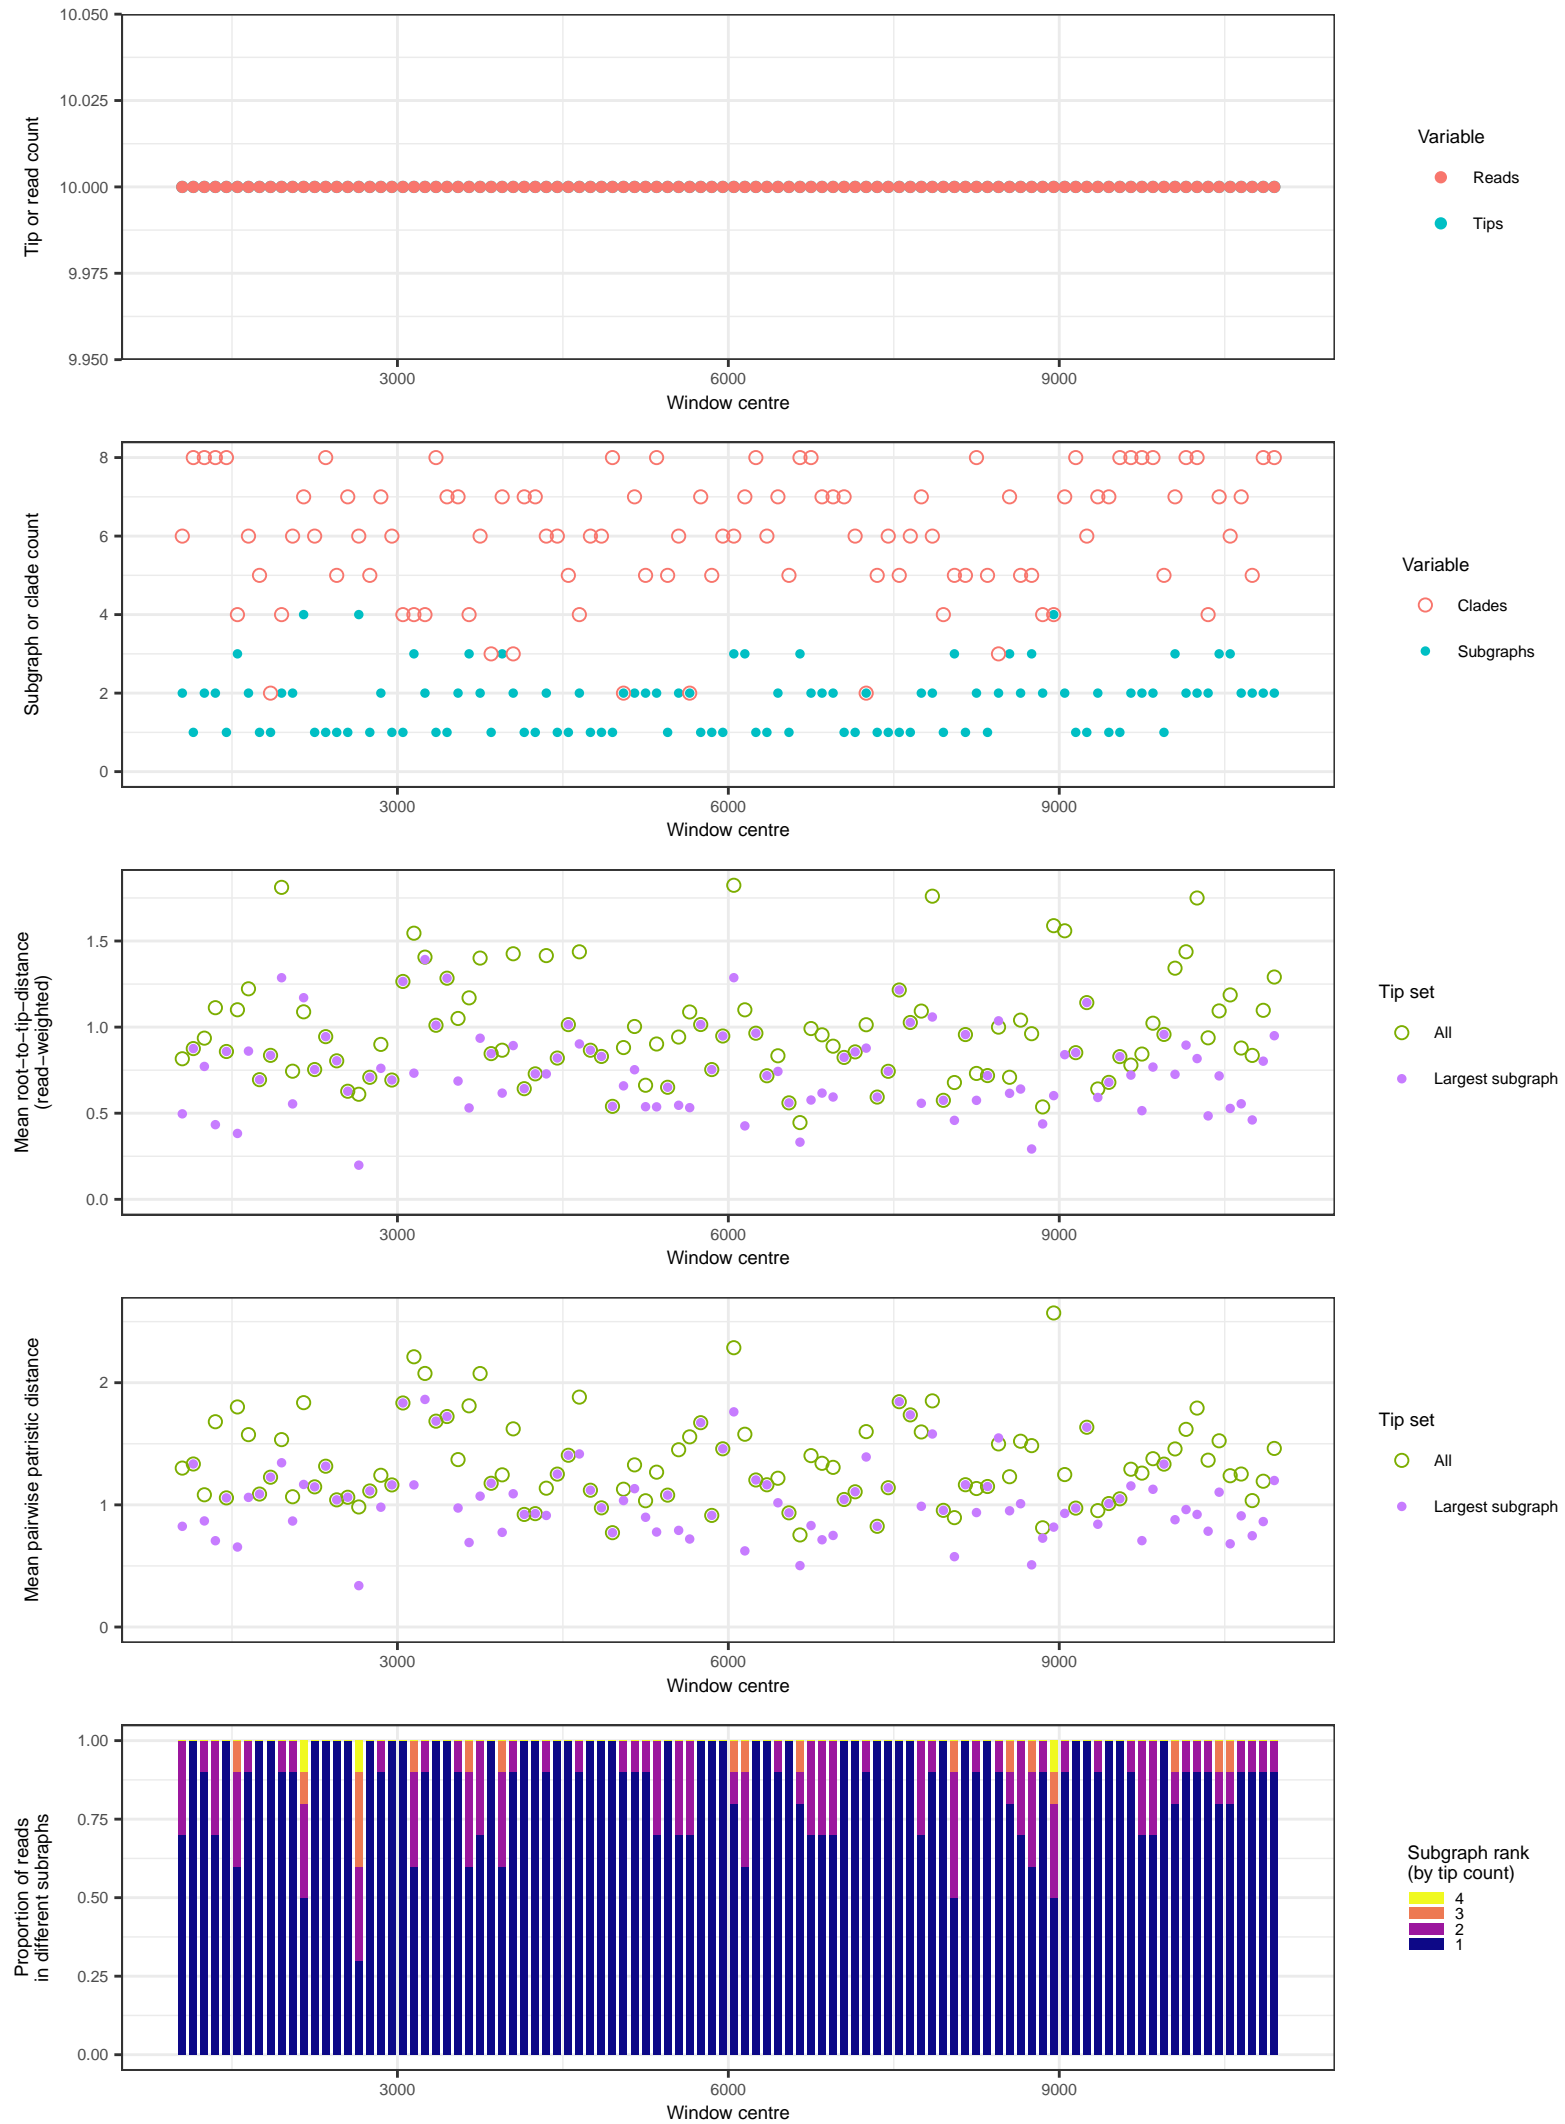 10.050
10.025
10.000
9.975
9.950
Tip or read count
3000
6000
9000
Window centre
Variable
Reads
Tips
8
6
4
2
0
Subgraph or clade count
3000
6000
9000
Window centre
Variable
Clades
Subgraphs
1.5
1.0
0.5
0.0
Mean root−to−tip−distance
(read−weighted)
3000
6000
9000
Window centre
Tip set
All
Largest subgraph
2
1
0
Mean pairwise patristic distance
3000
6000
9000
Window centre
Tip set
All
Largest subgraph
1.00
0.75
0.50
0.25
0.00
Proportion of reads
in different subraphs
3000
6000
9000
Window centre
Subgraph rank
(by tip count)
4
3
2
1